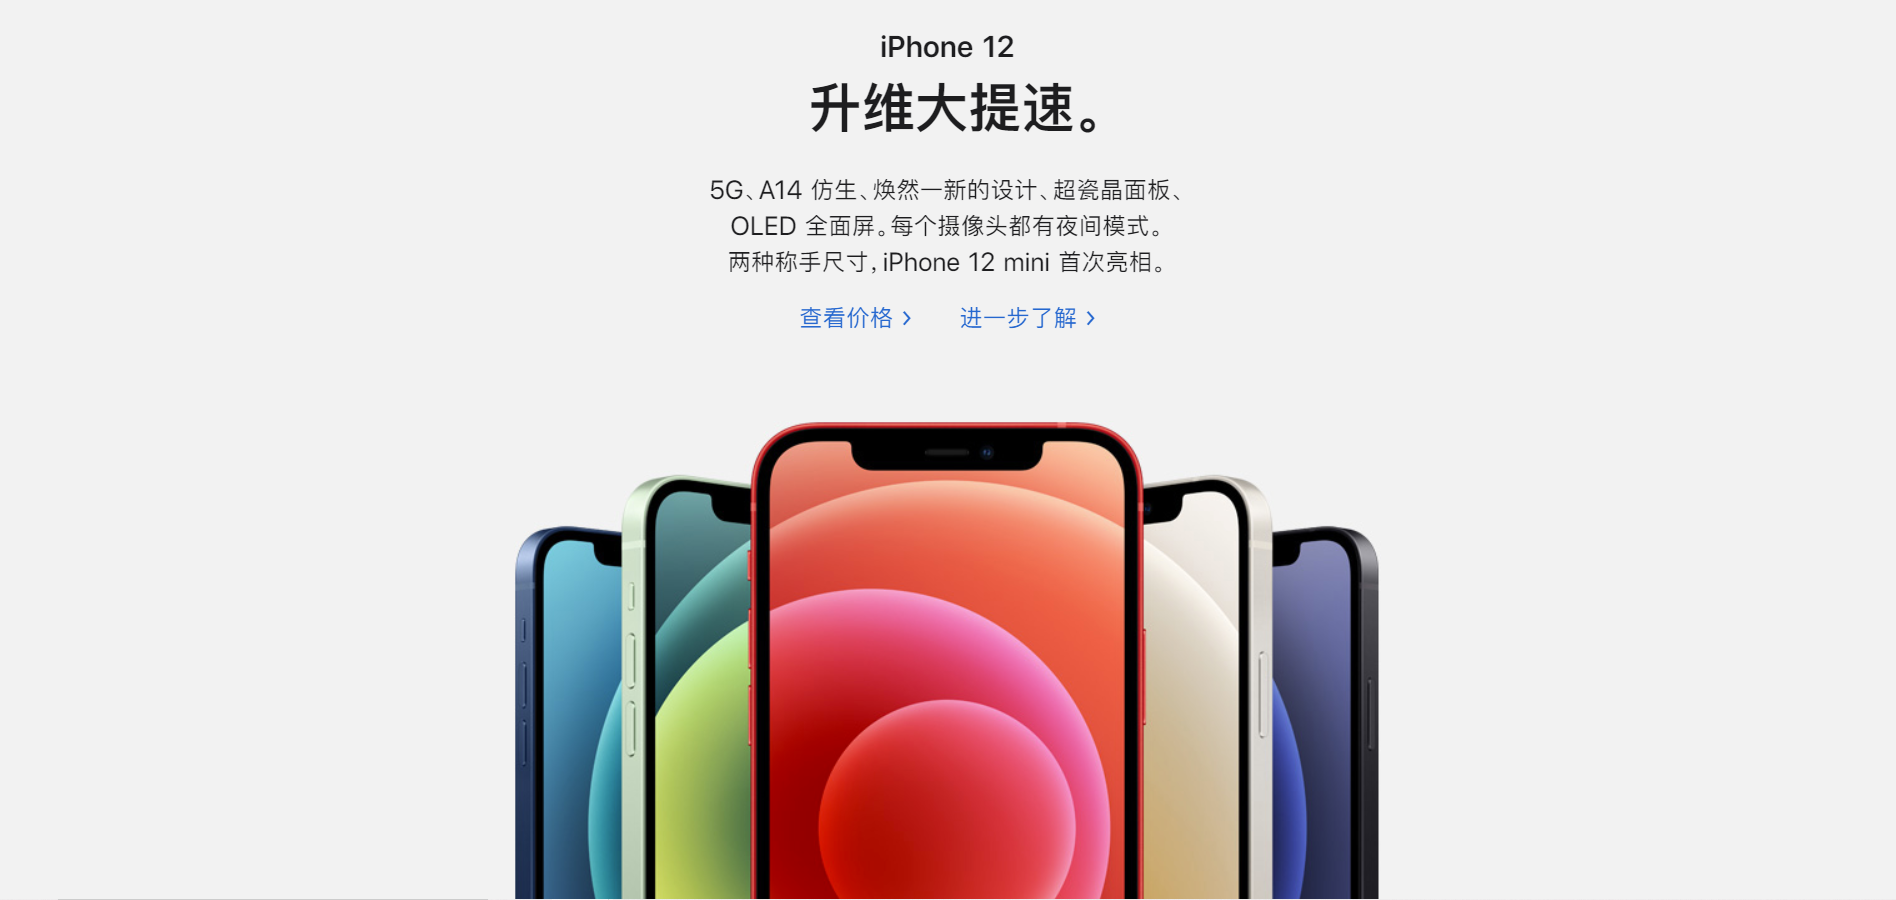 iPhone 12
升维大提速。
5G、A14 仿生、焕然一新的设计、超瓷晶面板、
OLED 全面屏。每个摄像头都有夜间模式。
两种称手尺寸，iPhone 12 mini 首次亮相。
查看价格 > 进一步了解 >